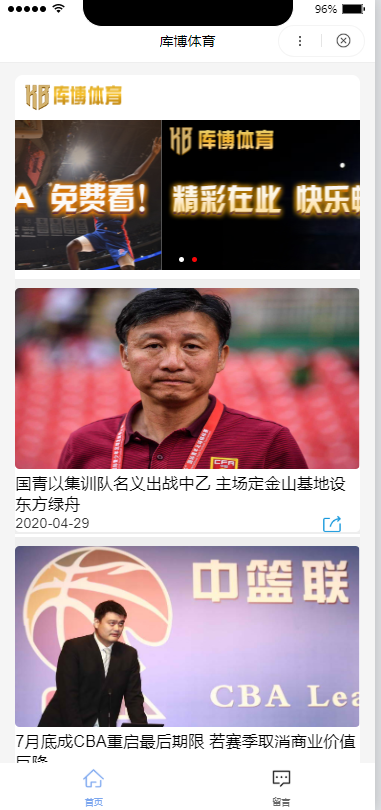 96%
库博体育
KB 库博体育
A 免费看!
KB 库博体育
精彩在此 快乐
CFA
国青以集训队名义出战中乙 主场定金山基地设
东方绿舟
2020-04-29
中篮联
CBA Lea
7月底成CBA重启最后期限 若赛季取消商业价值
巨降
首页
留言